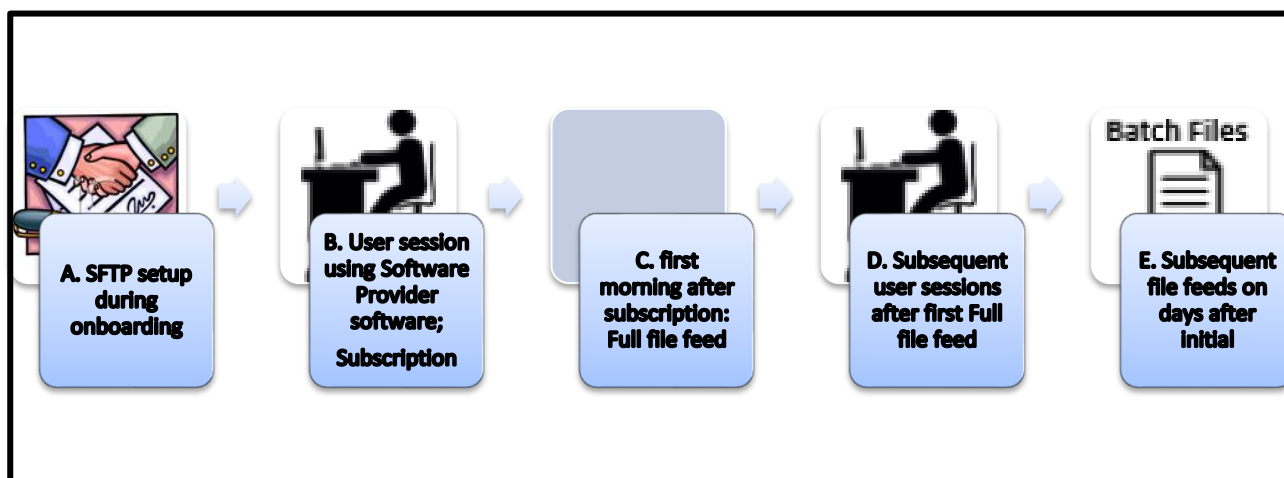 Batch Files
A. SFTP setup
during
onboarding
B. User session
using Software
Provider
software;
Subscription
C. first
morning after
subscription:
Full file feed
D. Subsequent
user sessions
after first Full
file feed
E. Subsequent
file feeds on
days after
initial